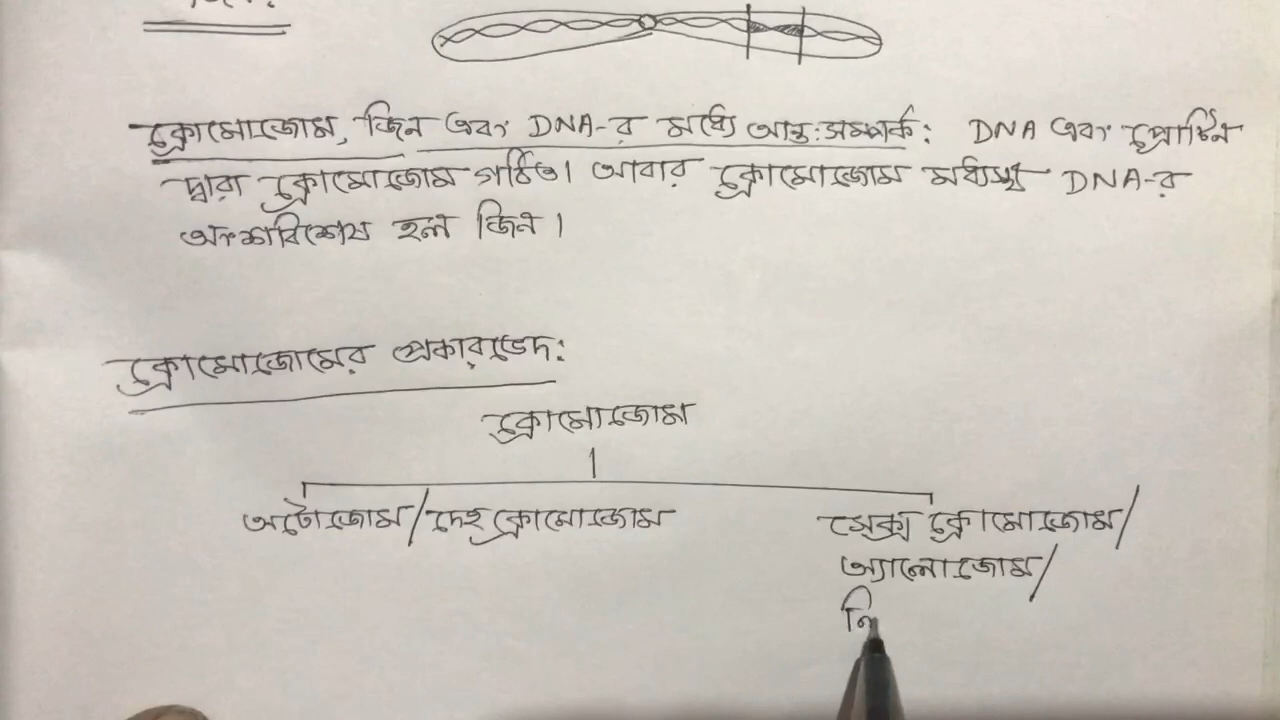 ক্রোমোজোম, জিন এবং DNA-র মধ্যে আন্তঃসম্পর্ক: DNA এবং প্রোটিন
দ্বারা ক্রোমোজোম গঠিত। আবার ক্রোমোজোম মধ্যস্থ DNA-র
অংশবিশেষ হল জিন।
ক্রোমোজোমের প্রকারভেদ:
ক্রোমোজোম
অটোজোম/দেহ ক্রোমোজোম
সেক্স ক্রোমোজোম/
অ্যালোজোম/